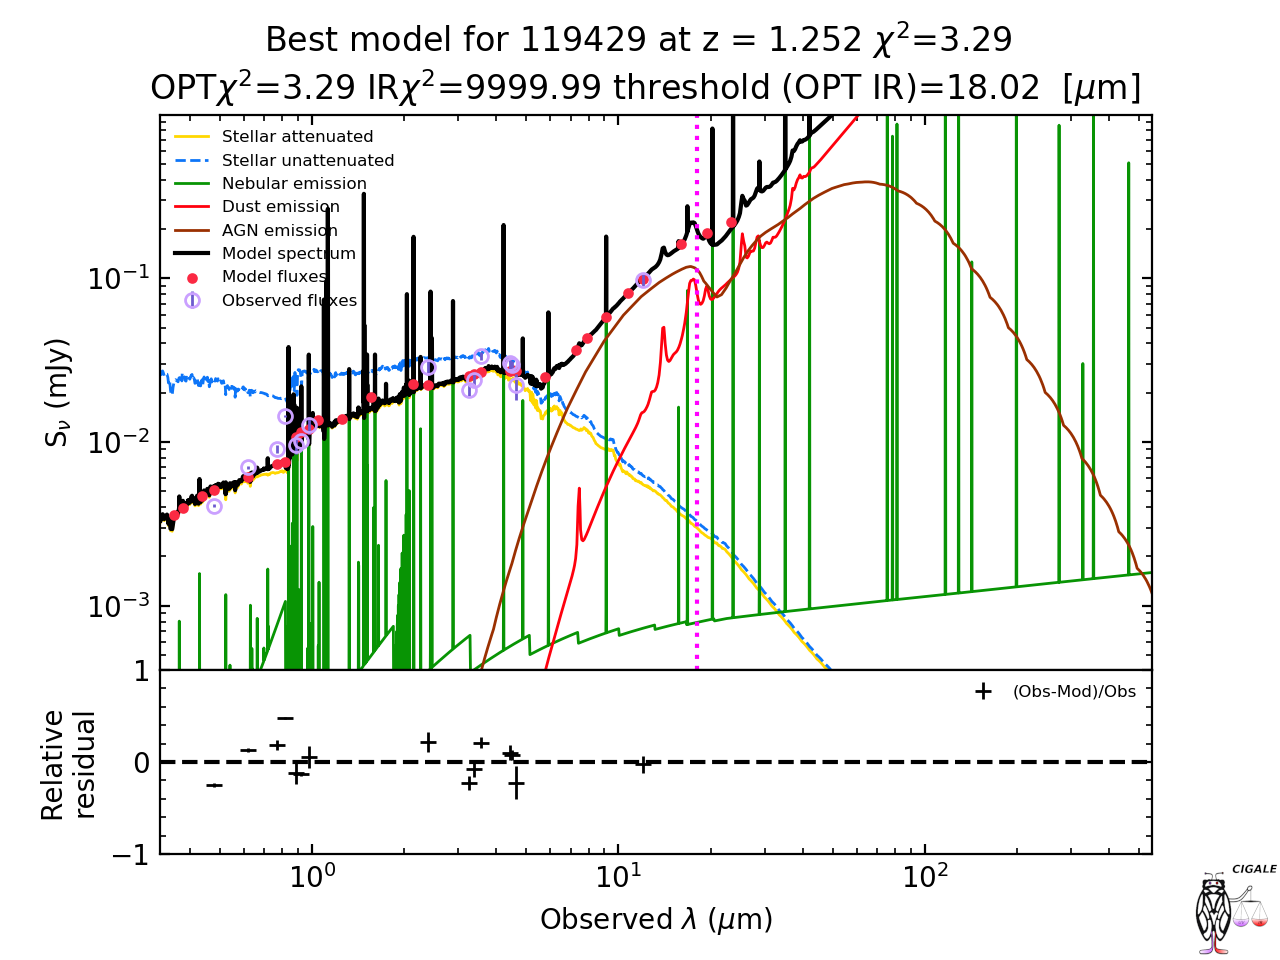 Best model for 119429 at z = 1.252 χ²=3.29
OPTχ²=3.29 IRχ²=9999.99 threshold (OPT IR)=18.02 [μm]
Stellar attenuated
Stellar unattenuated
Nebular emission
Dust emission
AGN emission
Model spectrum
Model fluxes
Observed fluxes
10⁻¹
10⁻²
10⁻³
S_ν (mJy)
1
0
−1
Relative
residual
(Obs-Mod)/Obs
10⁰
10¹
10²
Observed λ (μm)
CIGALE